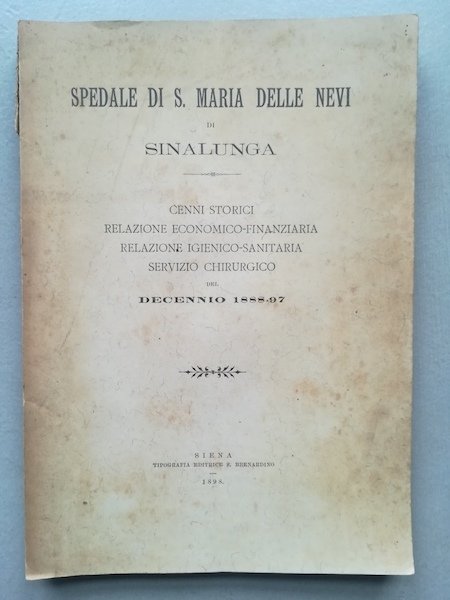 SPEDALE DI S. MARIA DELLE NEVI
DI
SINALUNGA
CENNI STORICI
RELAZIONE ECONOMICO-FINANZIARIA
RELAZIONE IGIENICO-SANITARIA
SERVIZIO CHIRURGICO
DEL
DECENNIO 1888-97
SIENA
TIPOGRAFIA EDITRICE S. BERNARDINO
1898.